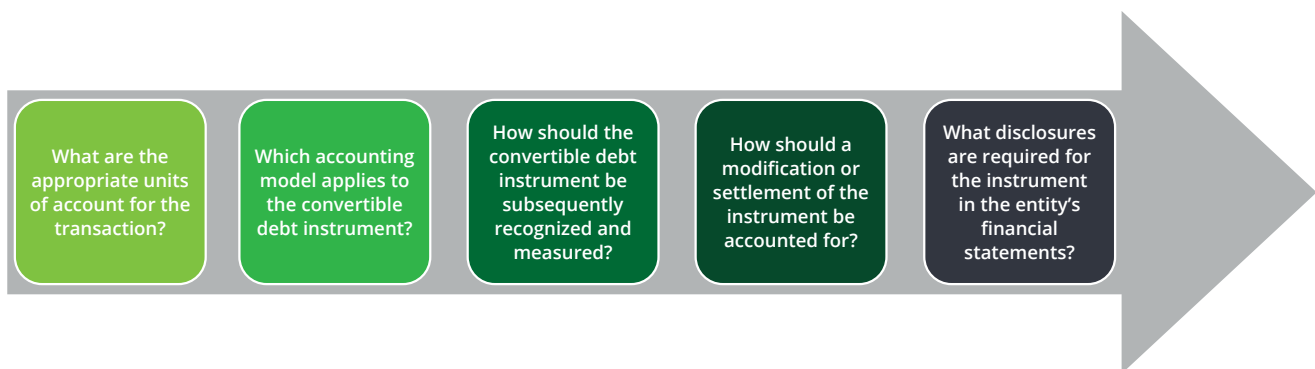 What are the
appropriate units
of account for the
transaction?
Which accounting
model applies to
the convertible
debt instrument?
How should the
convertible debt
instrument be
subsequently
recognized and
measured?
How should a
modification or
settlement of the
instrument be
accounted for?
What disclosures
are required for
the instrument
in the entity’s
financial
statements?